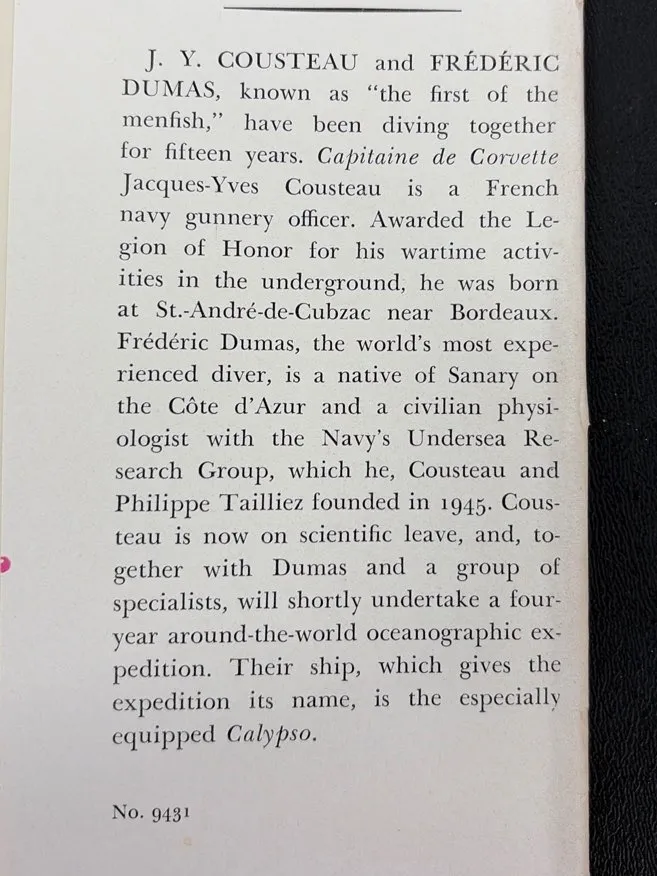 J. Y. COUSTEAU and FRÉDÉRIC
DUMAS, known as “the first of the
menfish,” have been diving together
for fifteen years. Capitaine de Corvette
Jacques-Yves Cousteau is a French
navy gunnery officer. Awarded the Le-
gion of Honor for his wartime activ-
ities in the underground, he was born
at St.-André-de-Cubzac near Bordeaux.
Frédéric Dumas, the world’s most expe-
rienced diver, is a native of Sanary on
the Côte d’Azur and a civilian physi-
ologist with the Navy’s Undersea Re-
search Group, which he, Cousteau and
Philippe Tailliez founded in 1945. Cous-
teau is now on scientific leave, and, to-
gether with Dumas and a group of
specialists, will shortly undertake a four-
year around-the-world oceanographic ex-
pedition. Their ship, which gives the
expedition its name, is the especially
equipped Calypso.
No. 9431